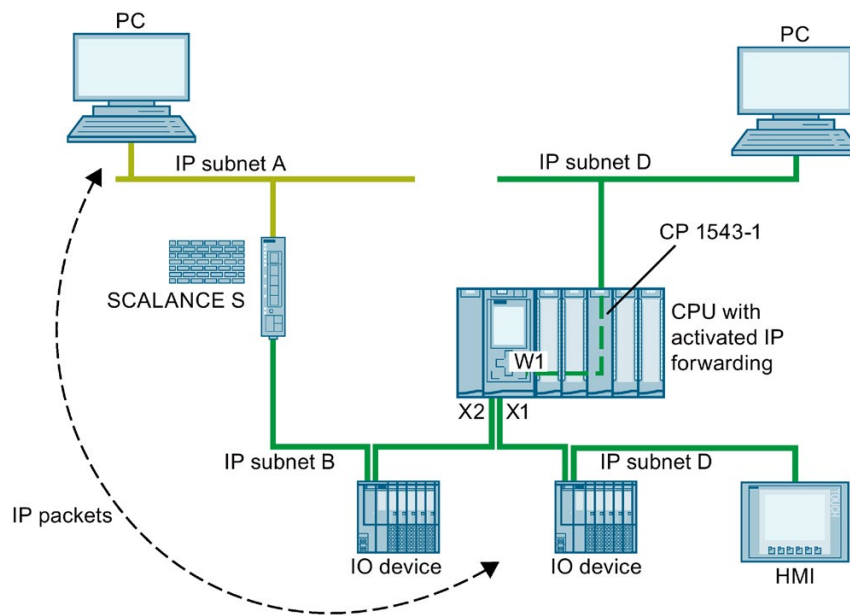 PC
PC
IP subnet A
IP subnet D
CP 1543-1
SCALANCE S
CPU with
activated IP
forwarding
W1
X2
X1
IP subnet B
IP subnet D
IP packets
IO device
IO device
HMI